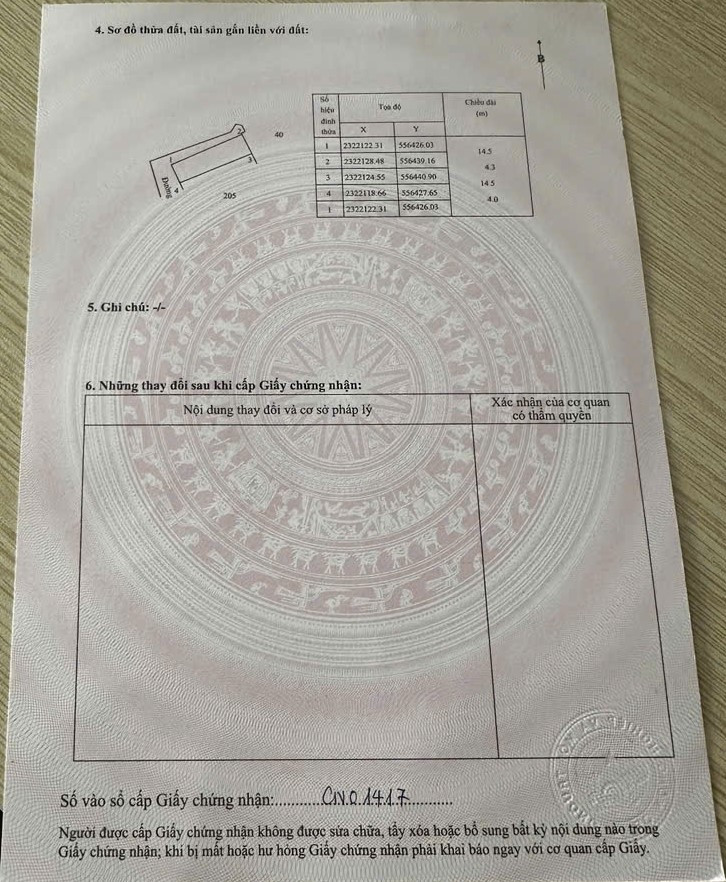 4. Sơ đồ thửa đất, tài sản gắn liền với đất:
B
Số hiệu đỉnh thửa | Tọa độ | Chiều dài (m)
X | Y
1 | 2322122.31 | 556426.03
14.5
2 | 2322128.48 | 556439.16
4.3
3 | 2322124.55 | 556440.90
14.5
4 | 2322118.66 | 556427.65
4.0
1 | 2322122.31 | 556426.03
2
40
1
3
Đường
4
205
5. Ghi chú: -/-
6. Những thay đổi sau khi cấp Giấy chứng nhận:
Nội dung thay đổi và cơ sở pháp lý | Xác nhận của cơ quan có thẩm quyền
Số vào sổ cấp Giấy chứng nhận:...........CNO1417...........
Người được cấp Giấy chứng nhận không được sửa chữa, tẩy xóa hoặc bổ sung bất kỳ nội dung nào trong
Giấy chứng nhận; khi bị mất hoặc hư hỏng Giấy chứng nhận phải khai báo ngay với cơ quan cấp Giấy.